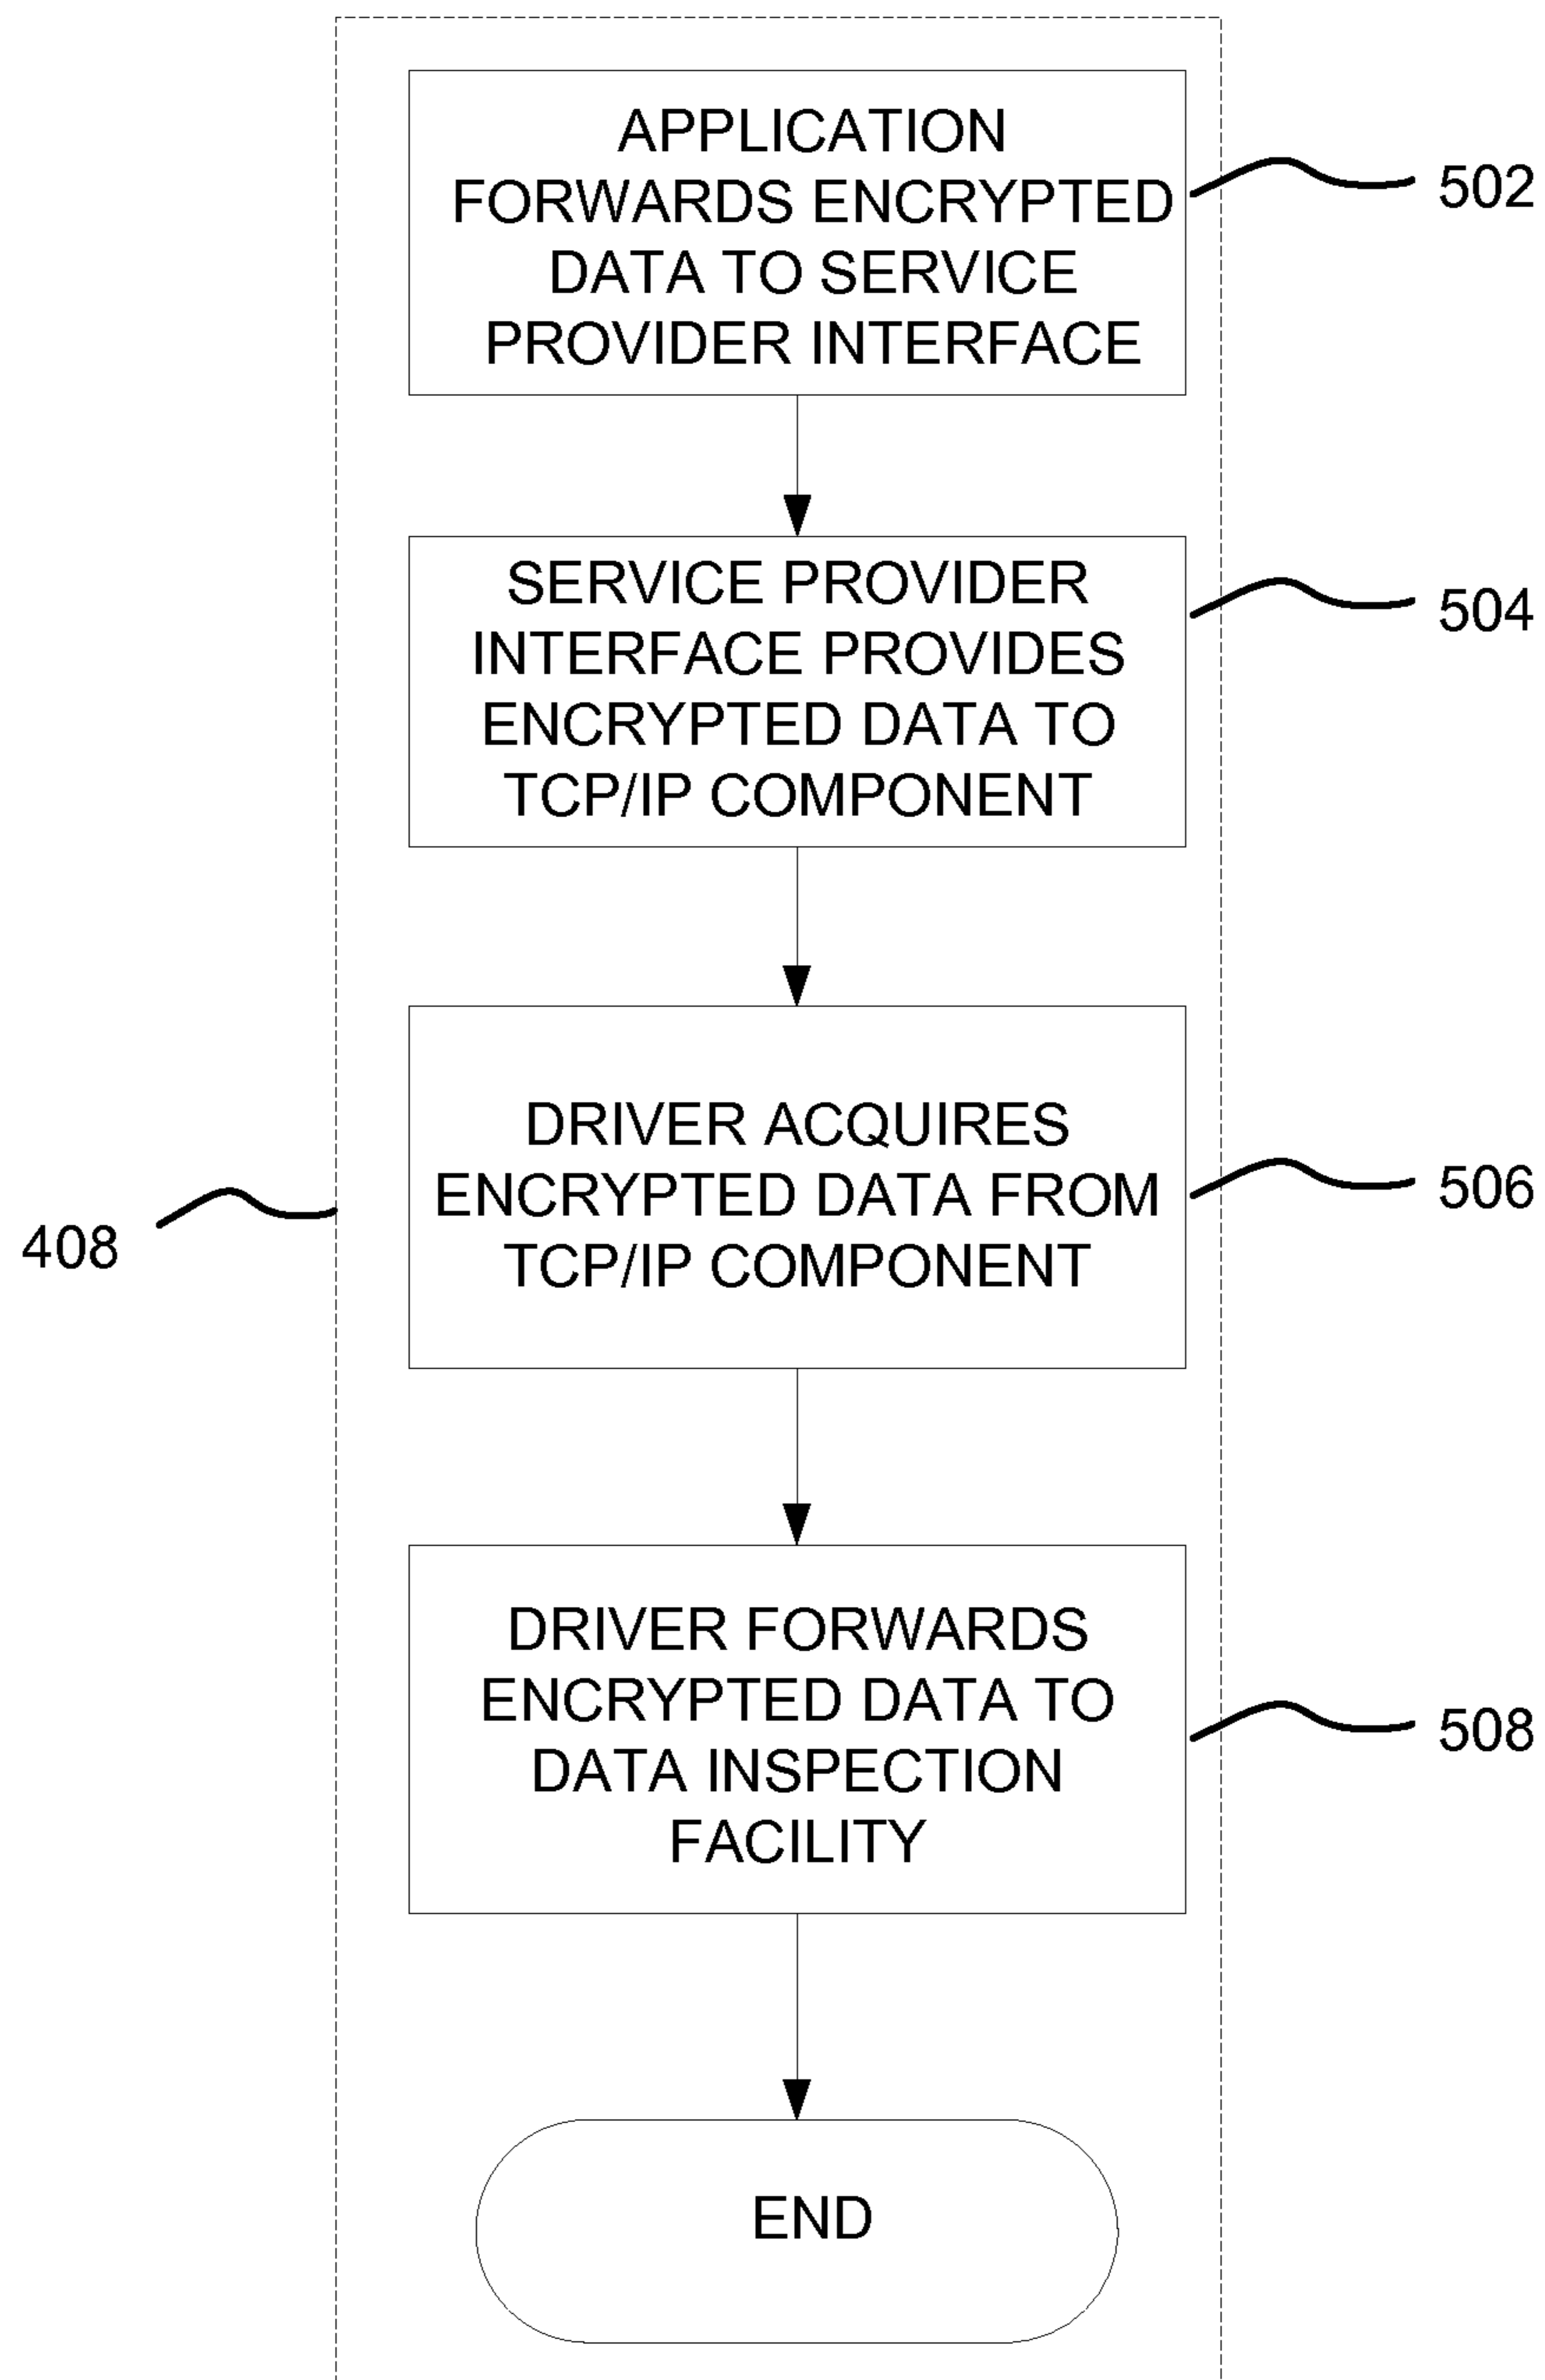 APPLICATION
FORWARDS ENCRYPTED
DATA TO SERVICE
PROVIDER INTERFACE
502
SERVICE PROVIDER
INTERFACE PROVIDES
ENCRYPTED DATA TO
TCP/IP COMPONENT
504
DRIVER ACQUIRES
ENCRYPTED DATA FROM
TCP/IP COMPONENT
506
408
DRIVER FORWARDS
ENCRYPTED DATA TO
DATA INSPECTION
FACILITY
508
END